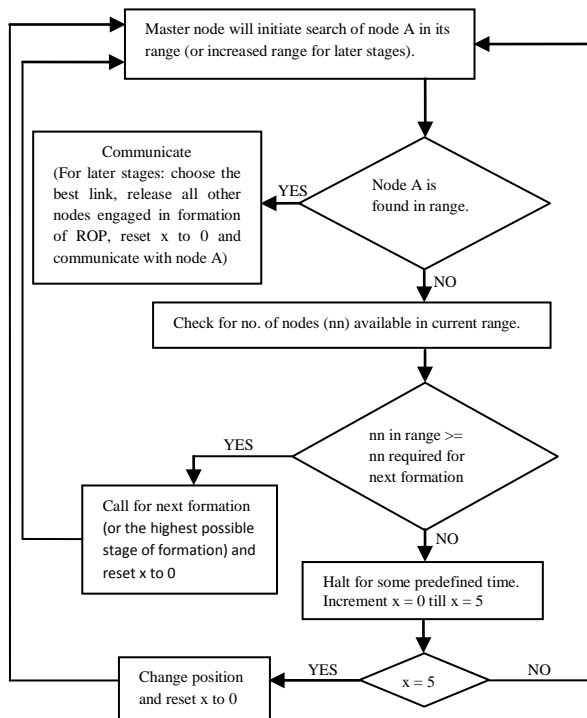 Master node will initiate search of node A in its
range (or increased range for later stages).
Communicate
(For later stages: choose the
best link, release all other
nodes engaged in formation
of ROP, reset x to 0 and
communicate with node A)
YES
Node A is
found in range.
NO
Check for no. of nodes (nn) available in current range.
YES
nn in range >=
nn required for
next formation
Call for next formation
(or the highest possible
stage of formation) and
reset x to 0
NO
Halt for some predefined time.
Increment x = 0 till x = 5
Change position
and reset x to 0
YES
x = 5
NO